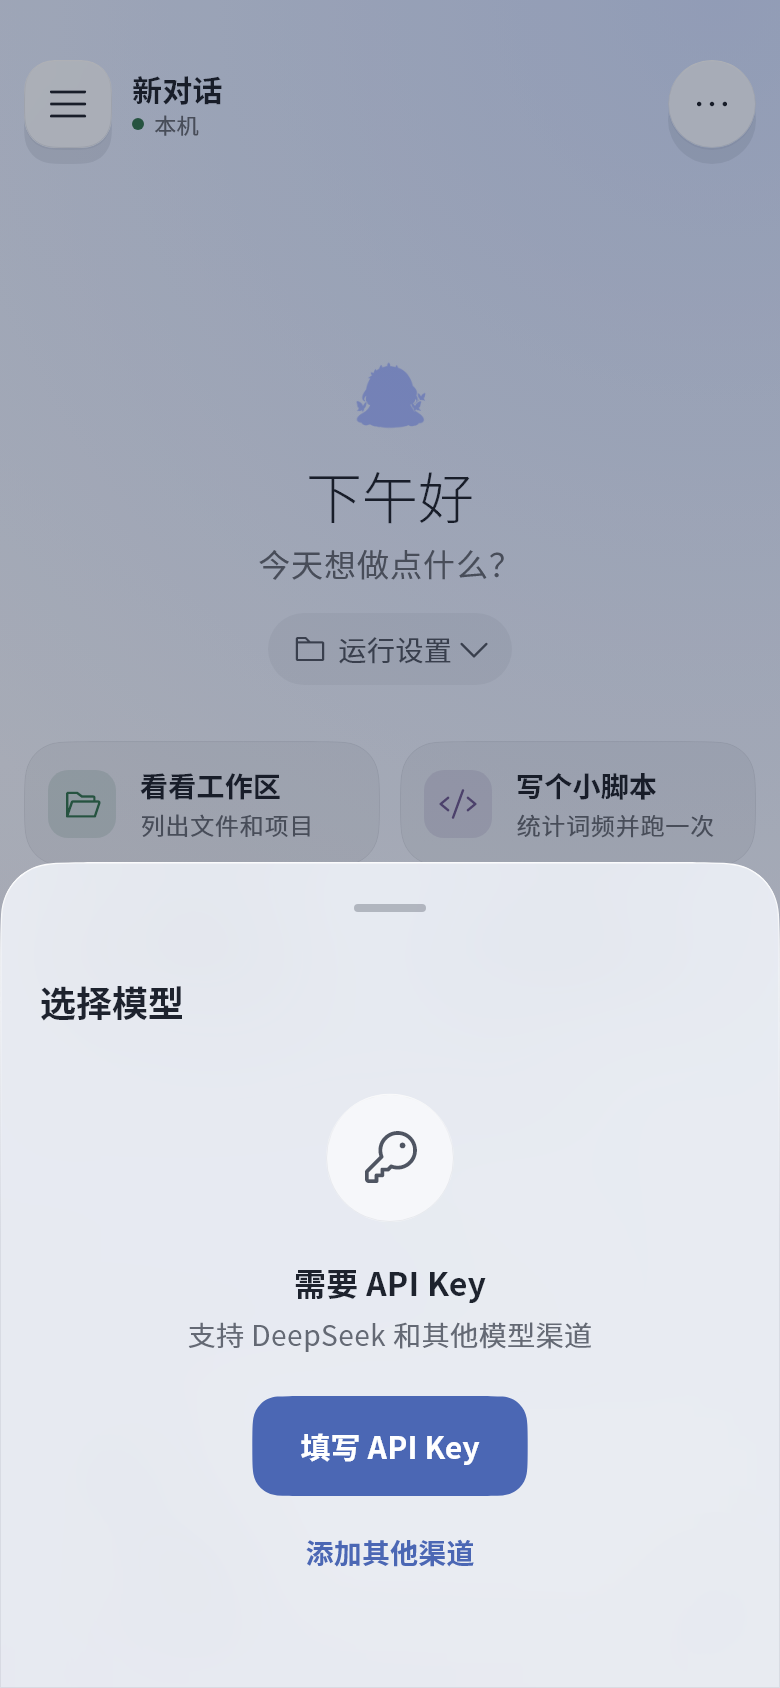 新对话
本机
下午好
今天想做点什么？
运行设置
看看工作区
列出文件和项目
写个小脚本
统计词频并跑一次
选择模型
需要 API Key
支持 DeepSeek 和其他模型渠道
填写 API Key
添加其他渠道